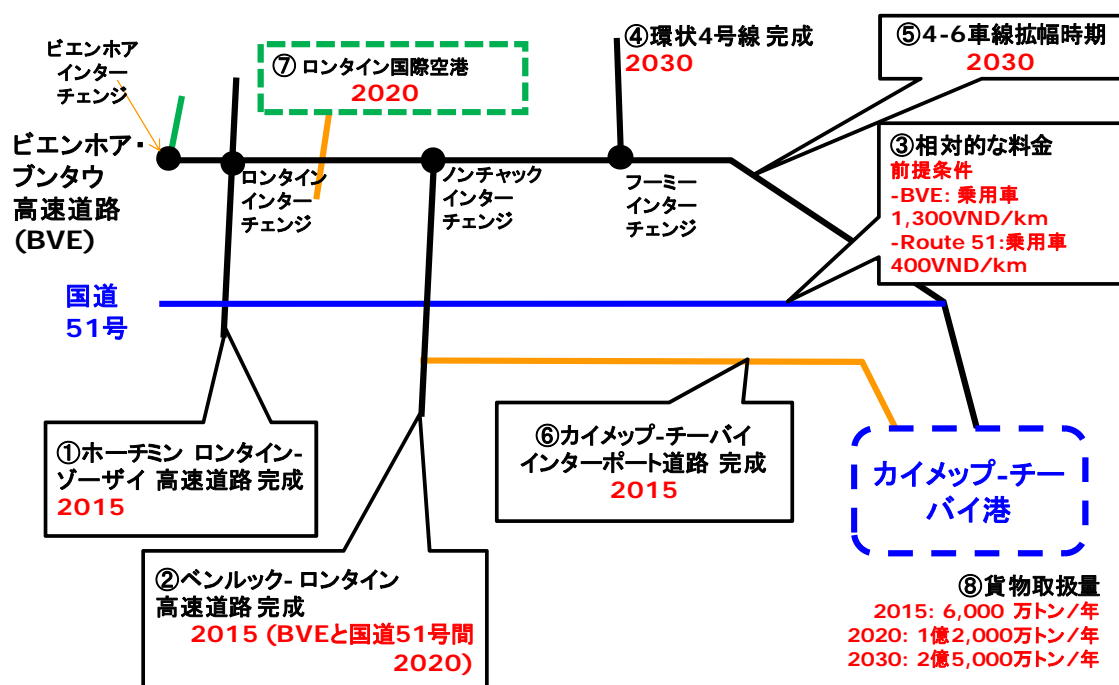 ビエンホア
インター
チェンジ
⑦ ロンタイン国際空港
2020
④環状4号線 完成
2030
⑤4-6車線拡幅時期
2030
ビエンホア・
ブンタウ
高速道路
(BVE)
ロンタイン
インター
チェンジ
ノンチャック
インター
チェンジ
フーミー
インター
チェンジ
③相対的な料金
前提条件
-BVE: 乗用車
1,300VND/km
-Route 51:乗用車
400VND/km
国道
51号
①ホーチミン ロンタイン-
ゾーザイ 高速道路 完成
2015
⑥カイメップ-チーバイ
インターポート道路 完成
2015
カイメップ-チー
バイ港
②ベンルック- ロンタイン
高速道路 完成
2015 (BVEと国道51号間
2020)
⑧貨物取扱量
2015: 6,000 万トン/年
2020: 1億2,000万トン/年
2030: 2億5,000万トン/年